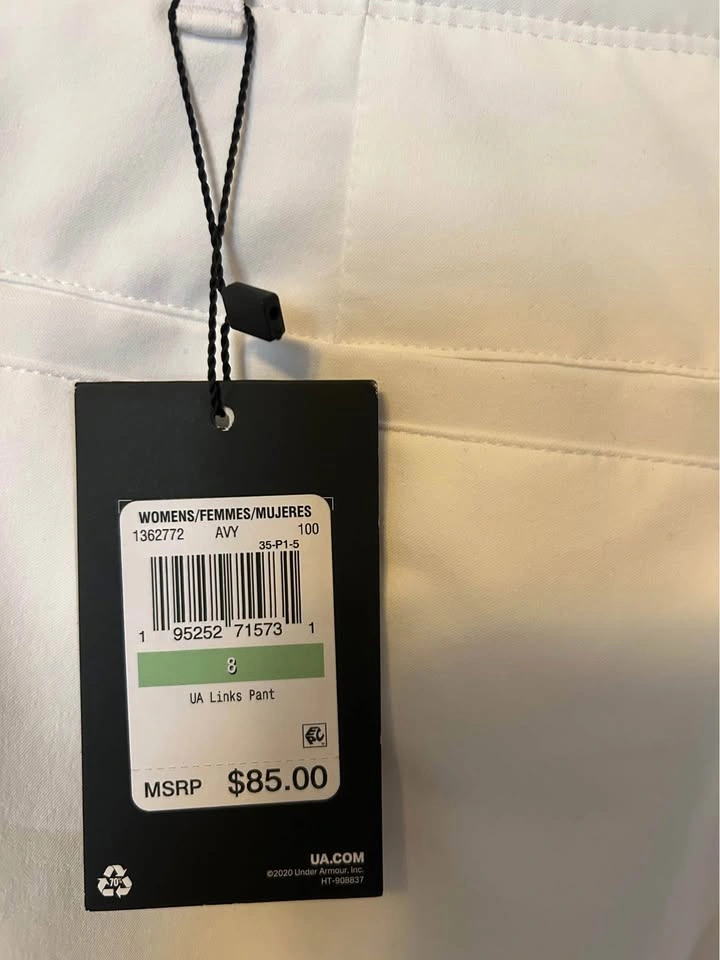 WOMENS/FEMMES/MUJERES
1362772 AVY 100
35-P1-5
1 95252 71573 1
8
UA Links Pant
MSRP $85.00
70%
UA.COM
©2020 Under Armour, Inc.
HT-908837